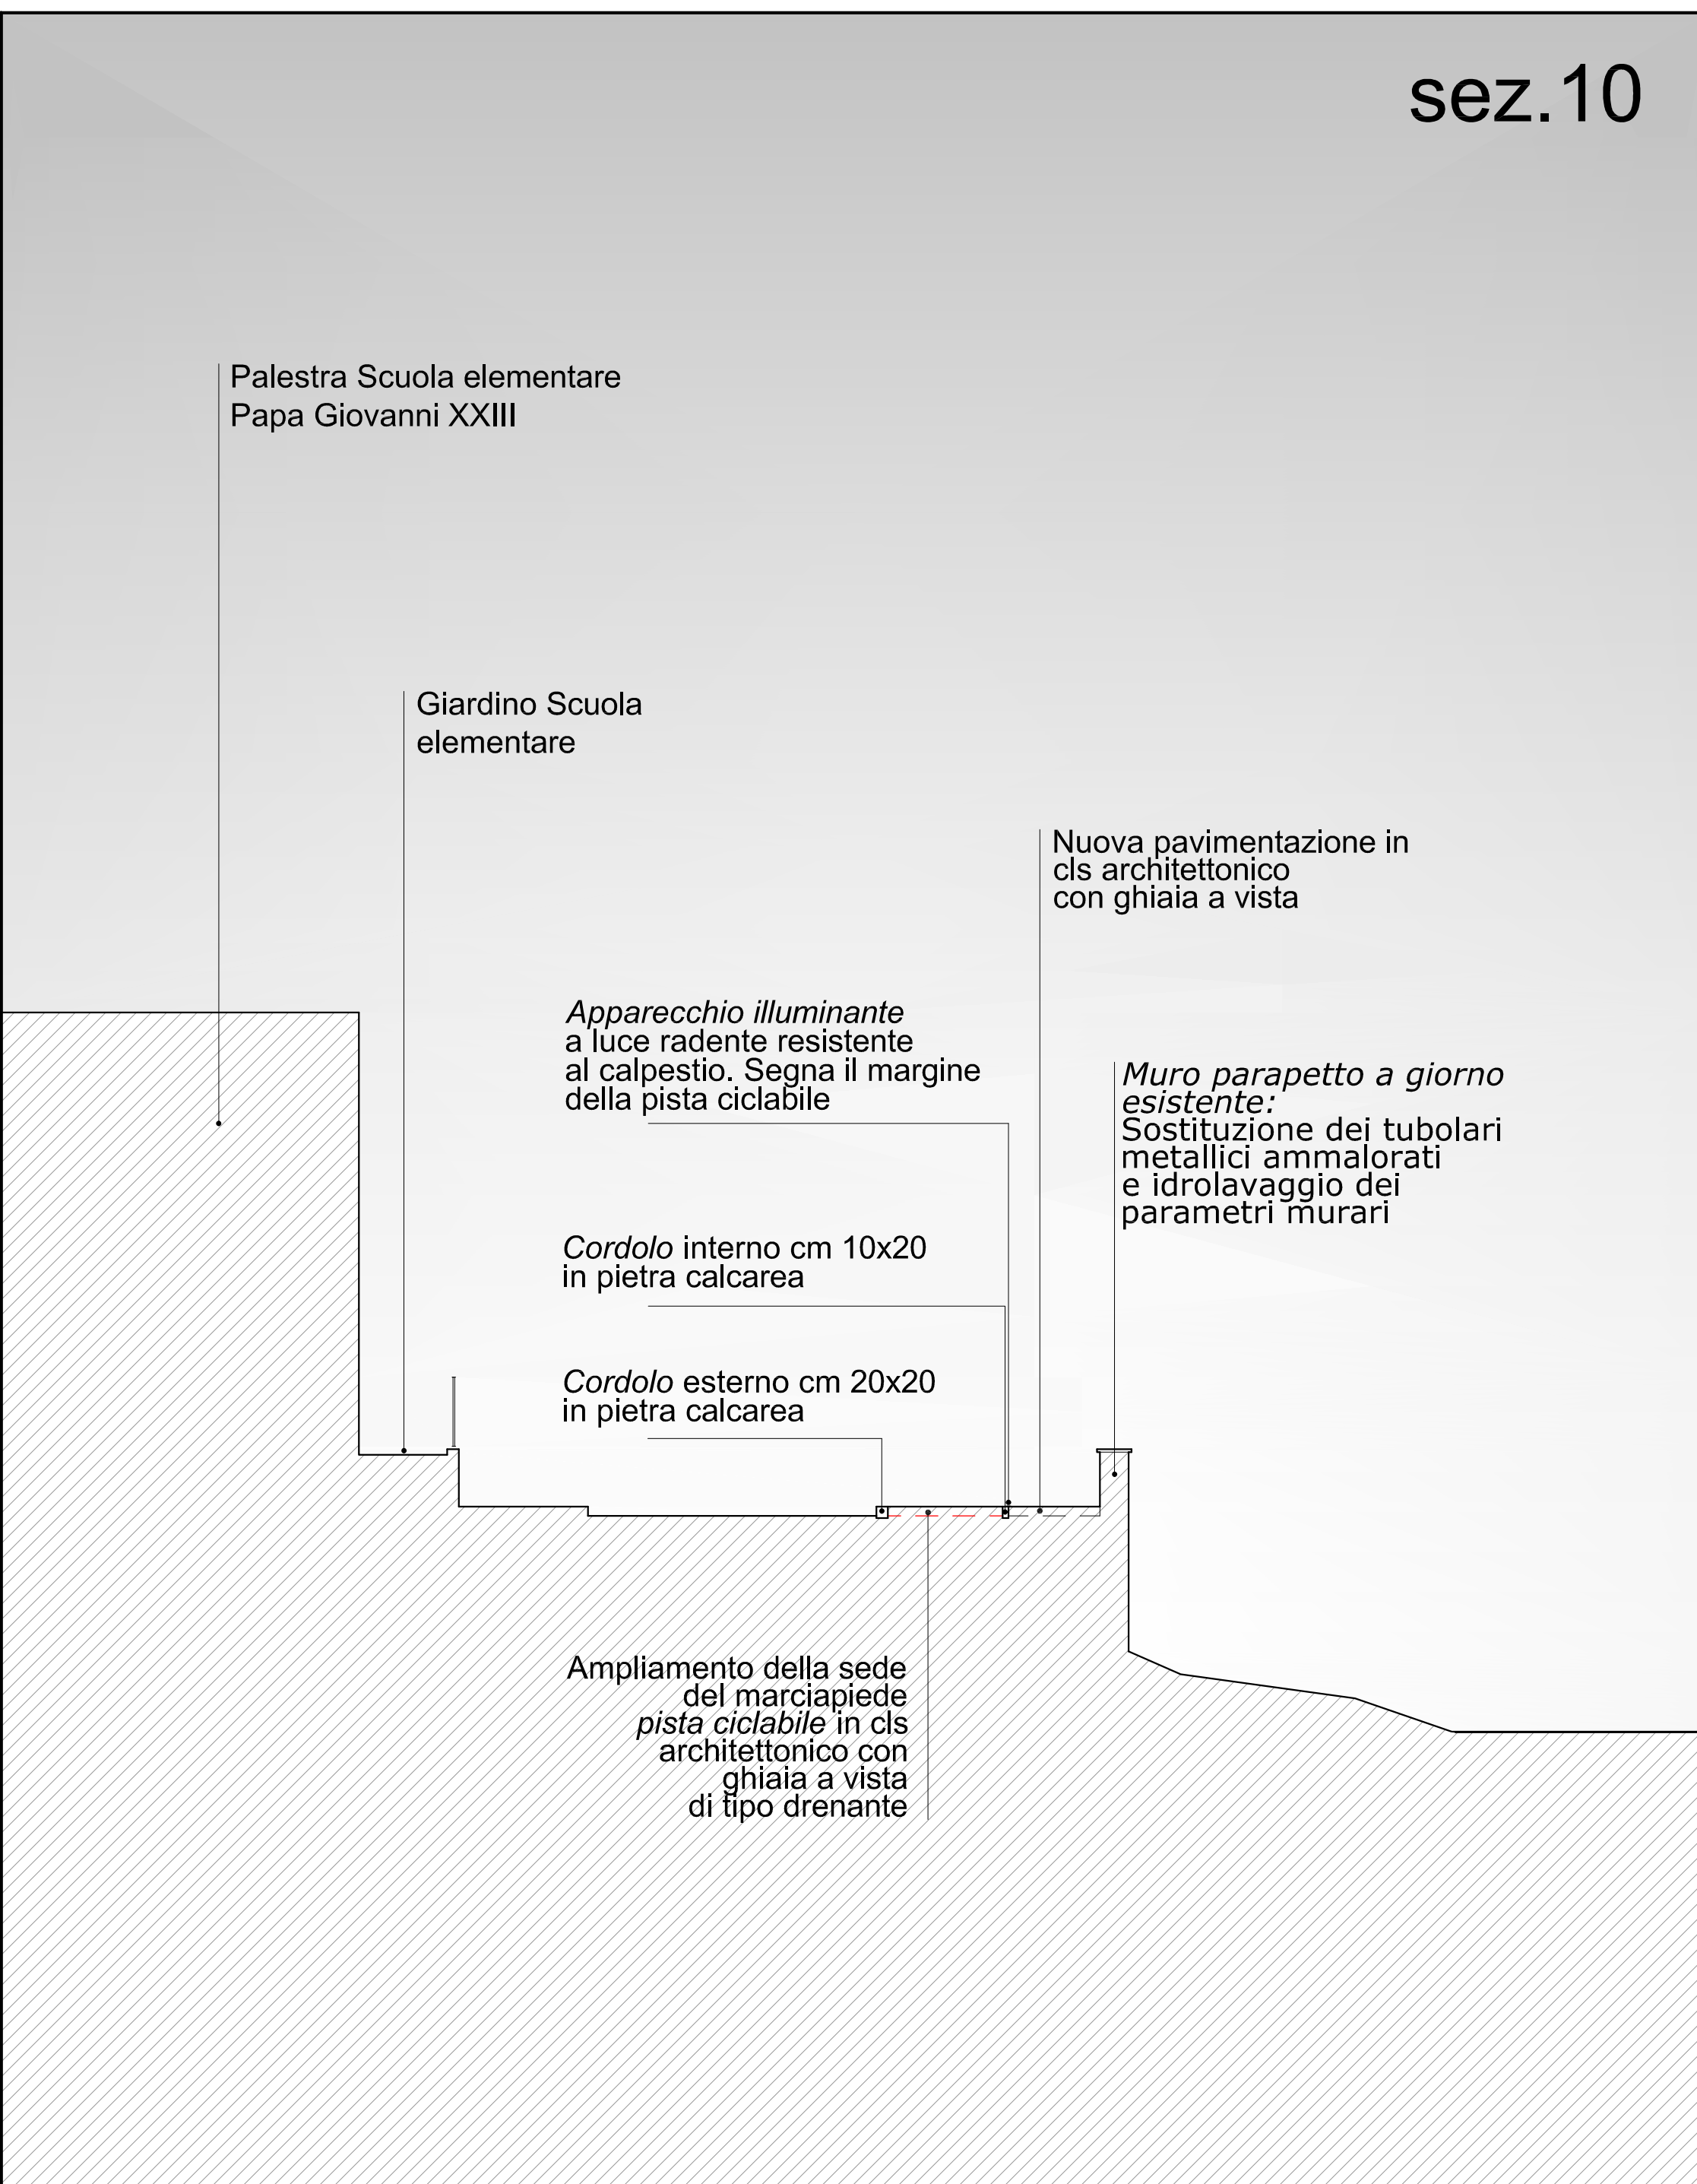 sez.10
Palestra Scuola elementare
Papa Giovanni XXIII
Giardino Scuola
elementare
Nuova pavimentazione in
cls architettonico
con ghiaia a vista
Apparecchio illuminante
a luce radente resistente
al calpestio. Segna il margine
della pista ciclabile
Muro parapetto a giorno
esistente:
Sostituzione dei tubolari
metallici ammalorati
e idrolavaggio dei
parametri murari
Cordolo interno cm 10x20
in pietra calcarea
Cordolo esterno cm 20x20
in pietra calcarea
Ampliamento della sede
del marciapiede
pista ciclabile in cls
architettonico con
ghiaia a vista
di tipo drenante